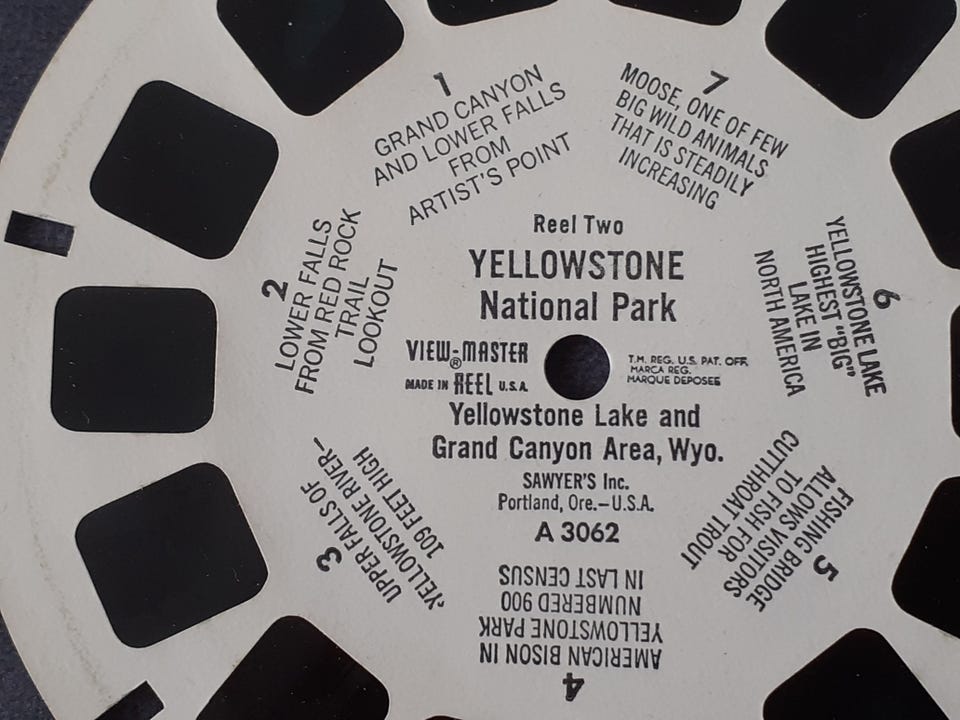 Reel Two
YELLOWSTONE
National Park
VIEW-MASTER
®
MADE IN REEL U.S.A.
T.M. REG. U.S. PAT. OFF.
MARCA REG.
MARQUE DEPOSEE
Yellowstone Lake and
Grand Canyon Area, Wyo.
SAWYER'S Inc.
Portland, Ore.—U.S.A.
A 3062
1
GRAND CANYON
AND LOWER FALLS
FROM
ARTIST'S POINT
2
LOWER FALLS
FROM RED ROCK
TRAIL
LOOKOUT
3
UPPER FALLS OF
YELLOWSTONE RIVER—
109 FEET HIGH
4
AMERICAN BISON IN
YELLOWSTONE PARK
NUMBERED 900
IN LAST CENSUS
5
FISHING BRIDGE
ALLOWS VISITORS
TO FISH FOR
CUTTHROAT TROUT
6
YELLOWSTONE LAKE
HIGHEST "BIG"
LAKE IN
NORTH AMERICA
7
MOOSE, ONE OF FEW
BIG WILD ANIMALS
THAT IS STEADILY
INCREASING